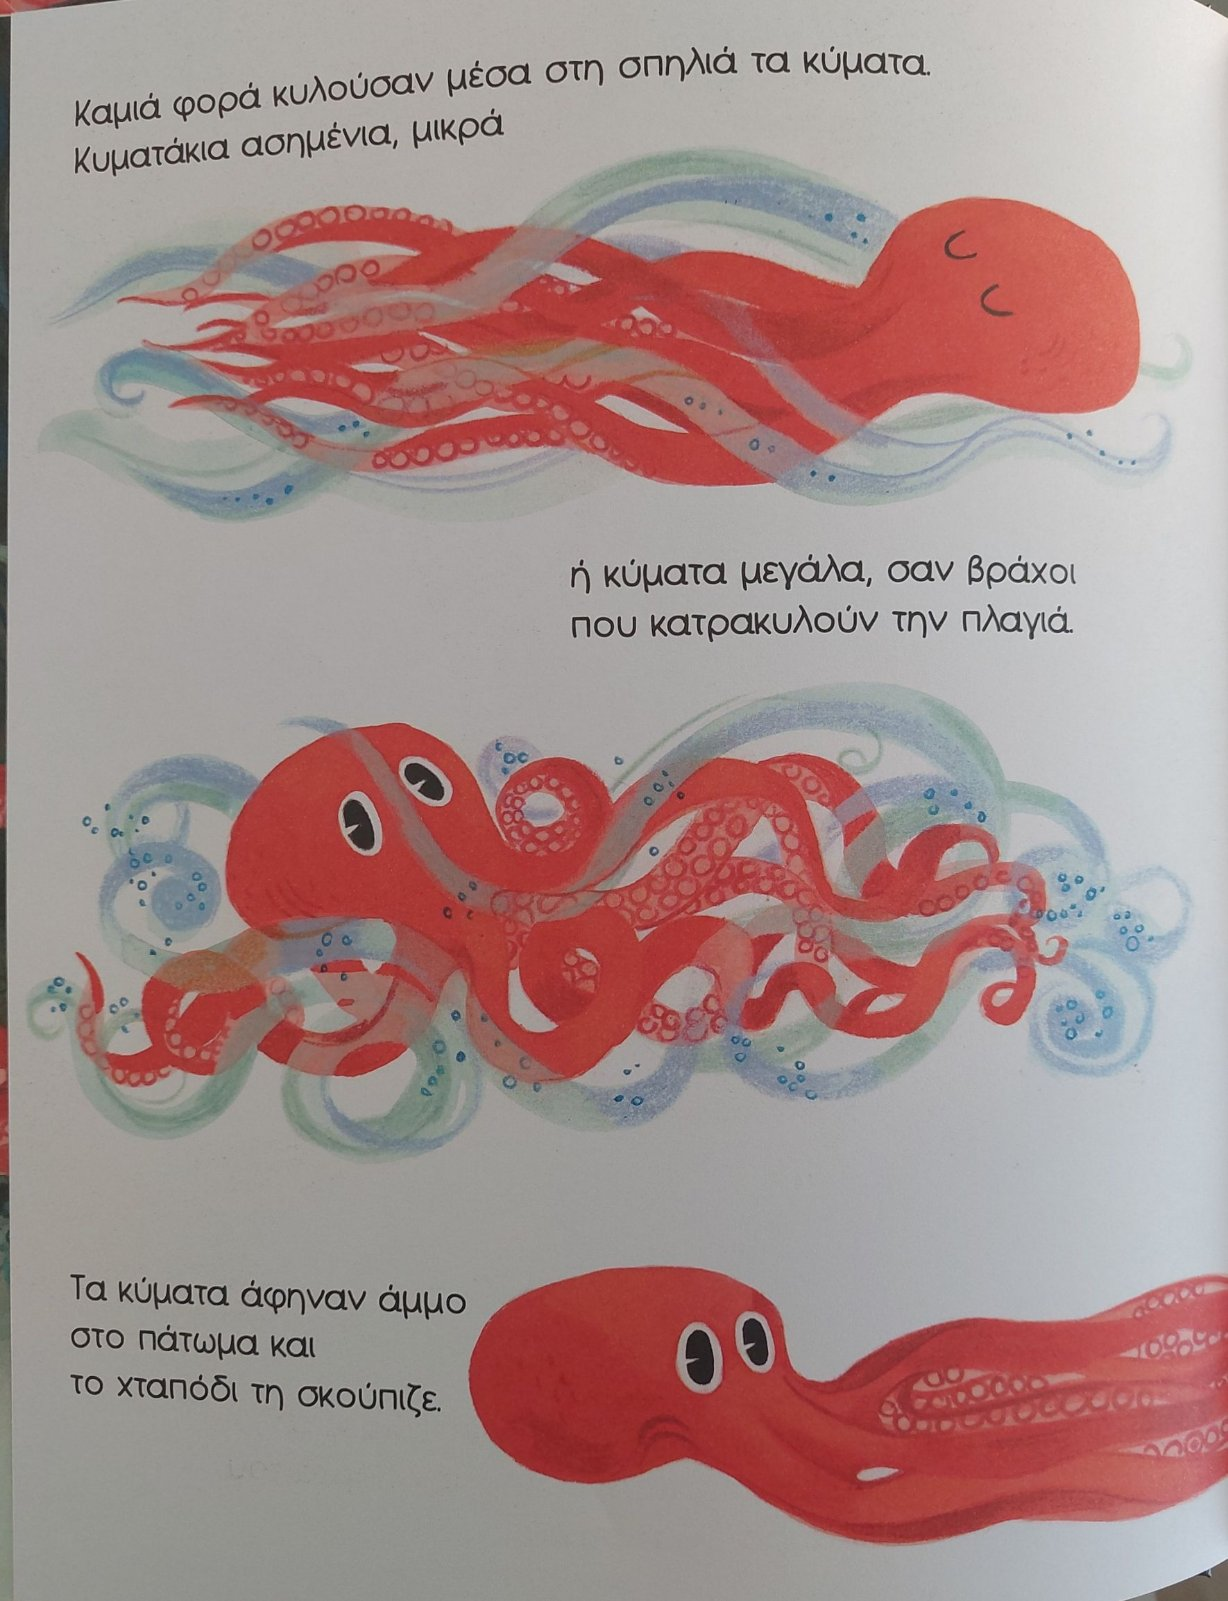 Καμιά φορά κυλούσαν μέσα στη σπηλιά τα κύματα.
Κυματάκια ασημένια, μικρά
ή κύματα μεγάλα, σαν βράχοι
που κατρακυλούν την πλαγιά.
Τα κύματα άφηναν άμμο
στο πάτωμα και
το χταπόδι τη σκούπιζε.